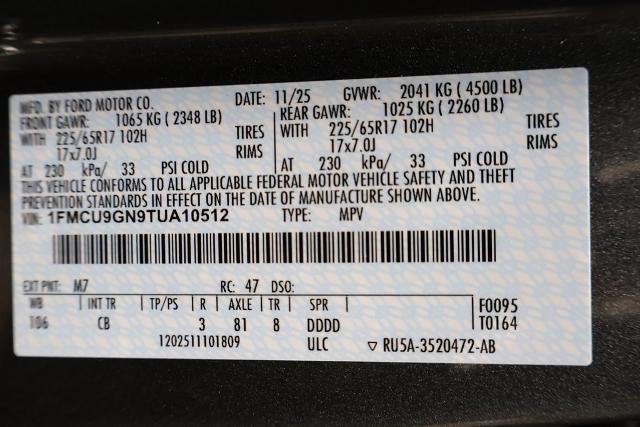 MFD. BY FORD MOTOR CO. DATE: 11/25 GVWR: 2041 KG (4500 LB)
FRONT GAWR: 1065 KG (2348 LB) REAR GAWR: 1025 KG (2260 LB)
WITH 225/65R17 102H TIRES WITH 225/65R17 102H TIRES
17x7.0J RIMS 17x7.0J RIMS
AT 230 kPa/ 33 PSI COLD AT 230 kPa/ 33 PSI COLD
THIS VEHICLE CONFORMS TO ALL APPLICABLE FEDERAL MOTOR VEHICLE SAFETY AND THEFT
PREVENTION STANDARDS IN EFFECT ON THE DATE OF MANUFACTURE SHOWN ABOVE.
VIN: 1FMCU9GN9TUA10512 TYPE: MPV
EXT PNT: M7 RC: 47 DSO:
WB INT TR TP/PS R AXLE TR SPR F0095
106 CB 3 81 8 DDDD T0164
1202511101809 ULC ▽ RU5A-3520472-AB